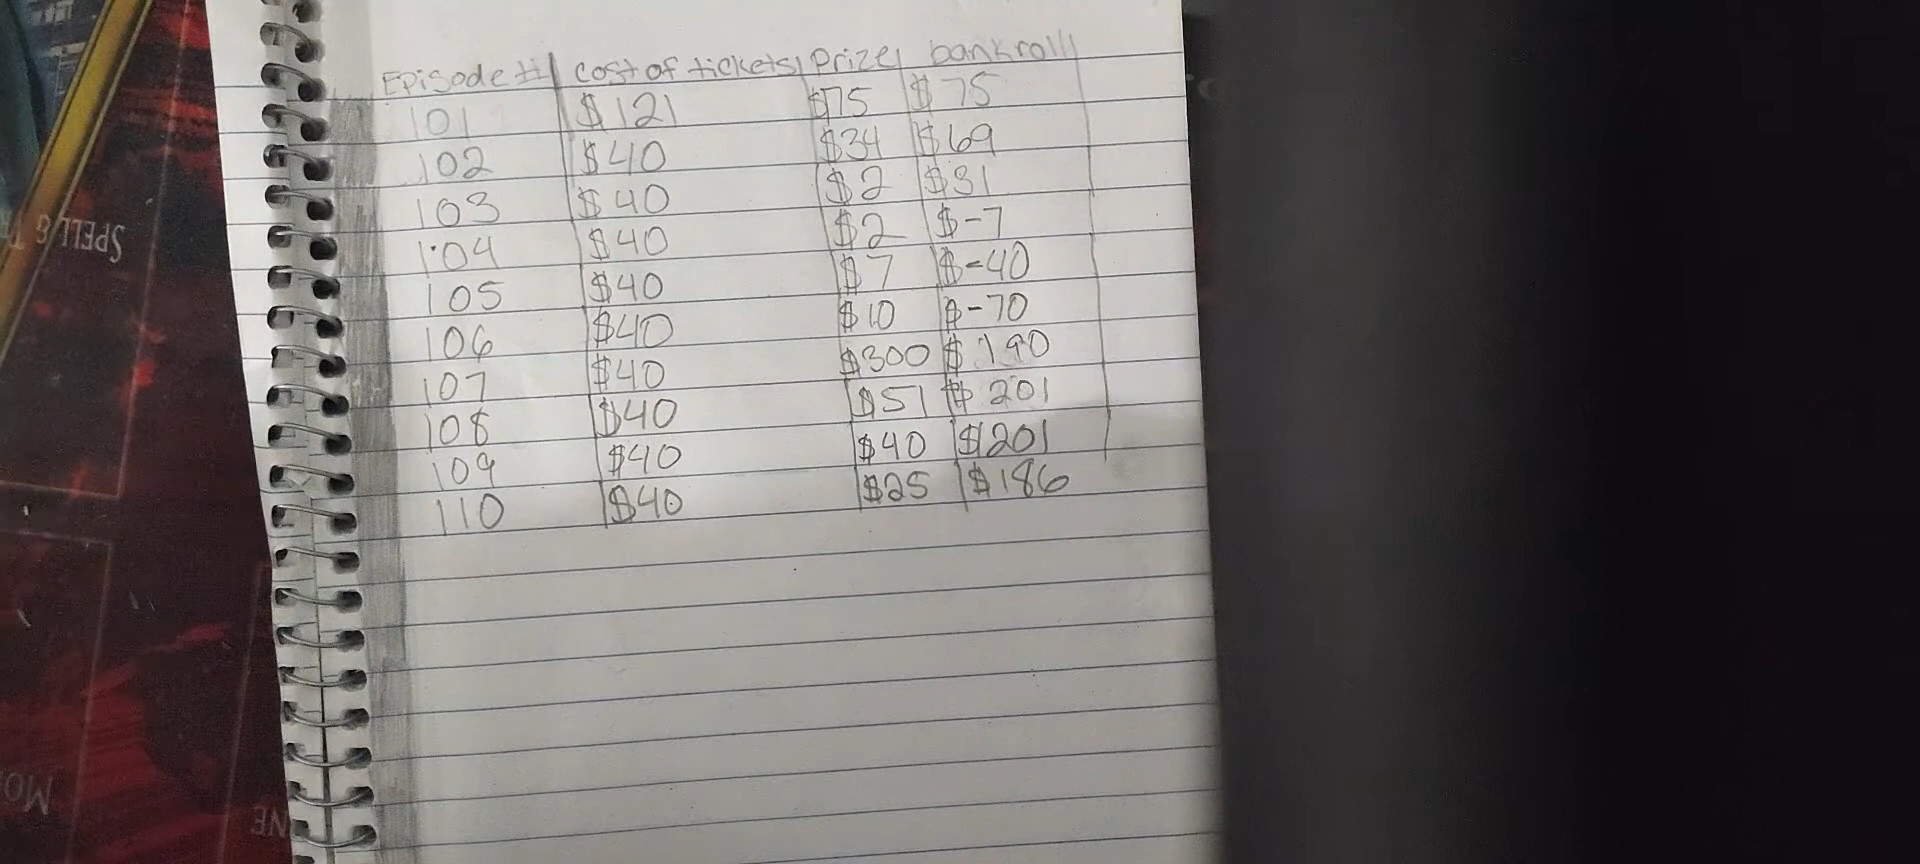 Episode # cost of tickets Prize bankroll
101 $121 $75 $75
102 $40 $34 $69
103 $40 $2 $31
104 $40 $2 $-7
105 $40 $7 $-40
106 $40 $10 $-70
107 $40 $300 $190
108 $40 $51 $201
109 $40 $40 $201
110 $40 $25 $186
SPELL &